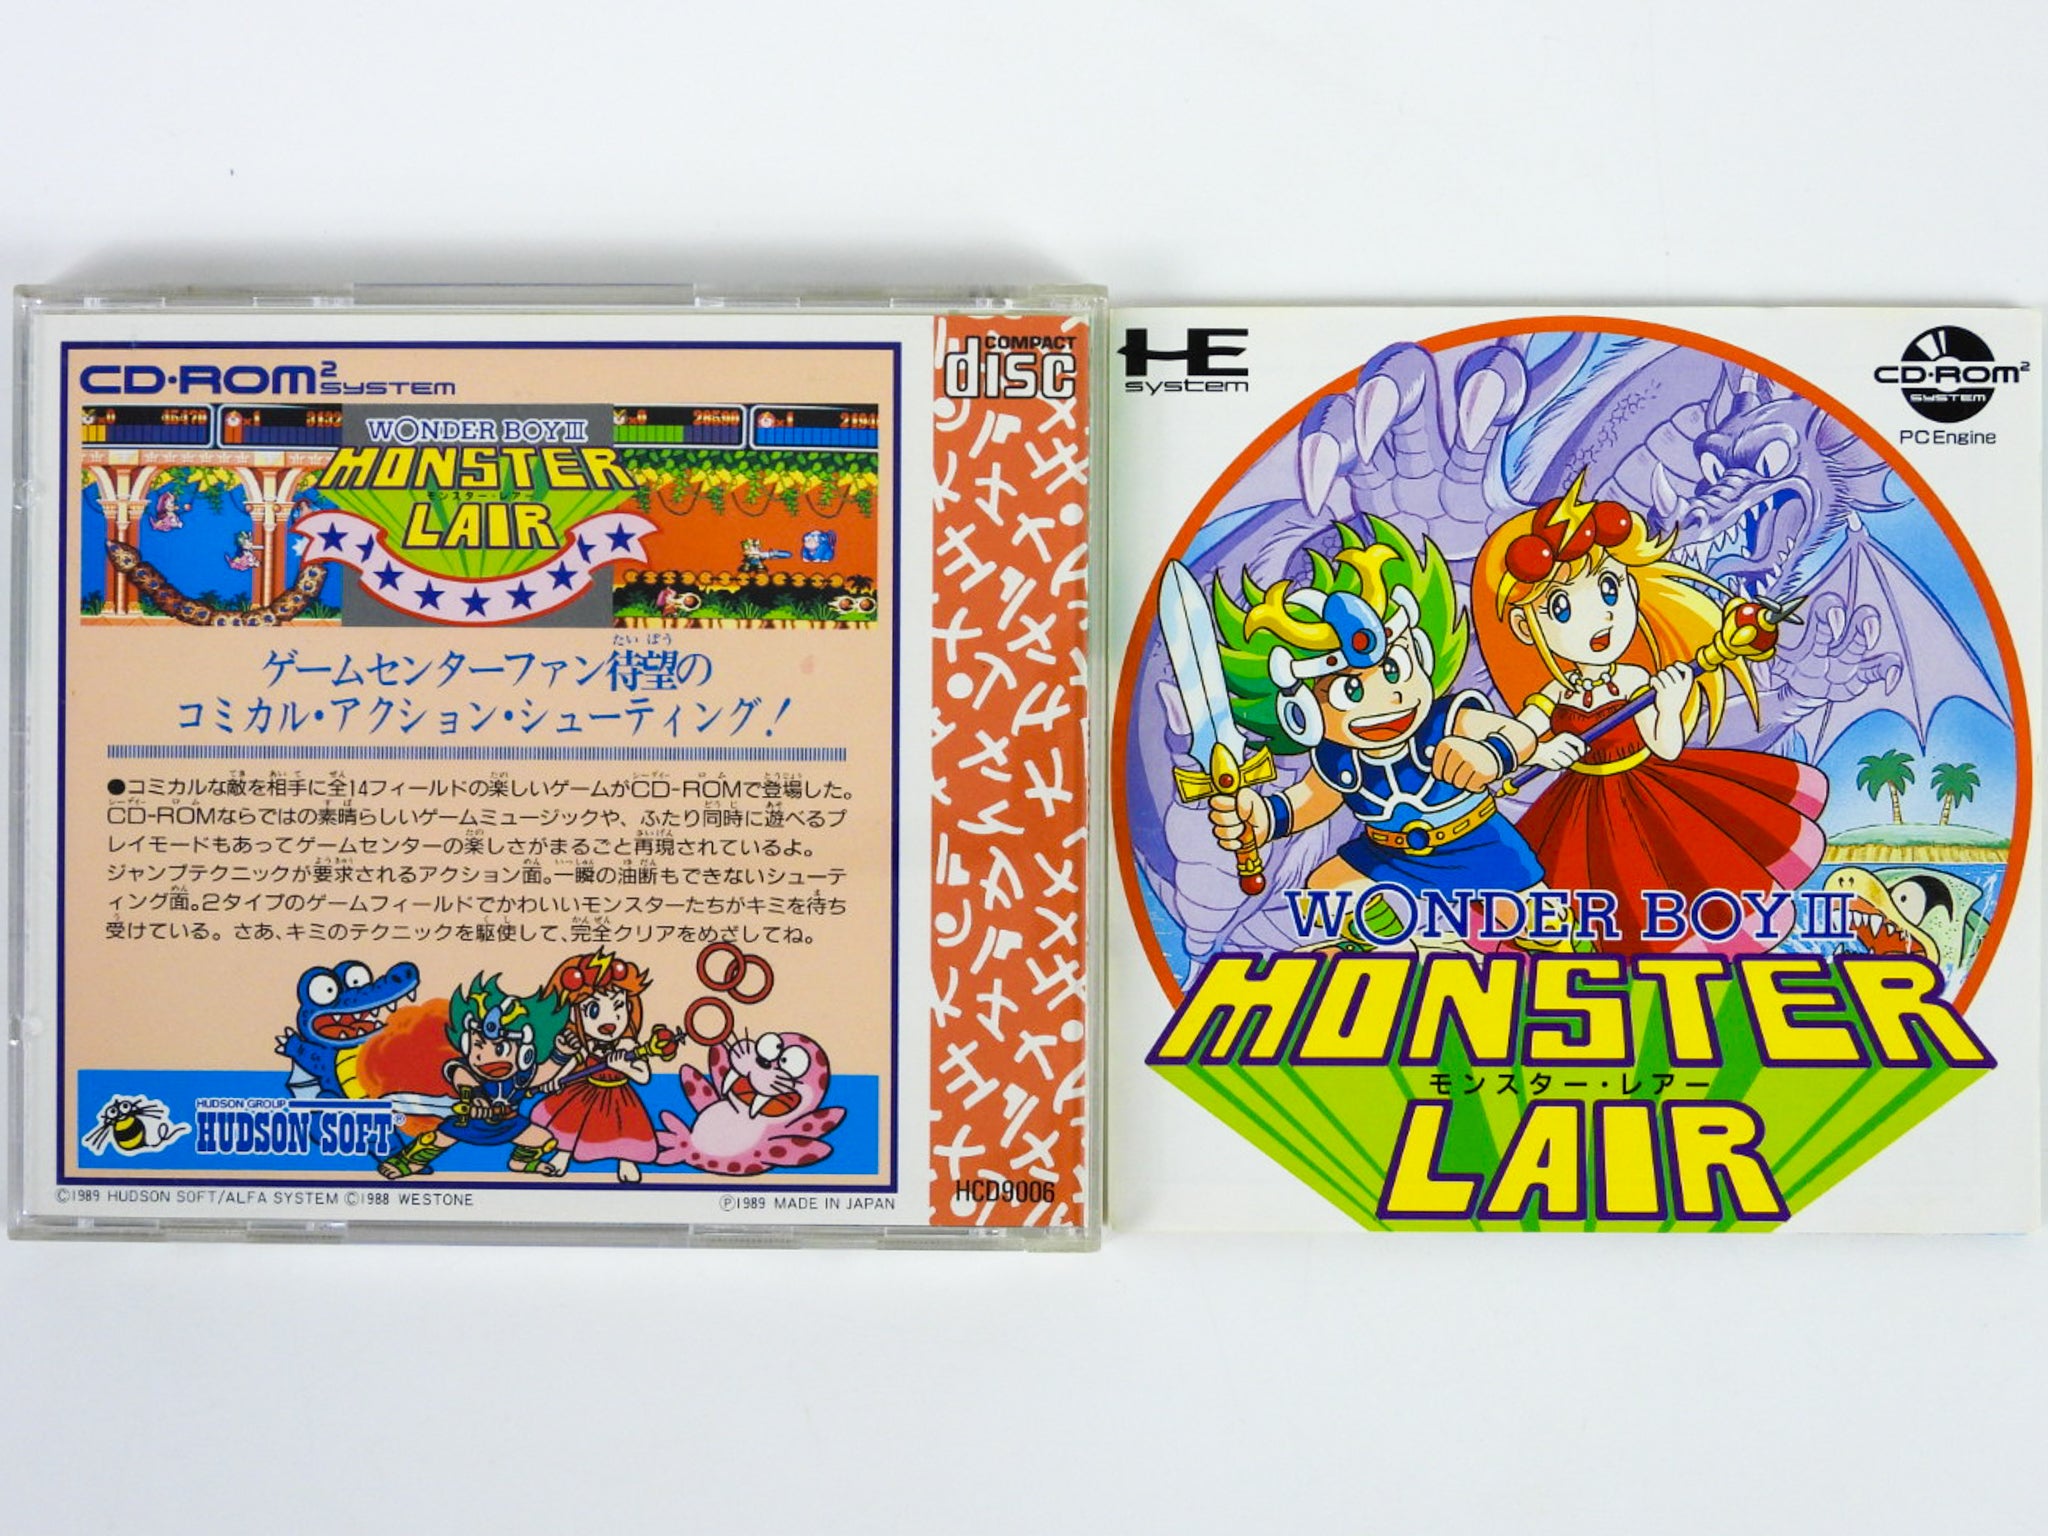 CD-ROM² SYSTEM
WONDER BOY III
MONSTER
モンスター・レアー
LAIR
たい ぼう
ゲームセンターファン待望の
コミカル・アクション・シューティング!
●コミカルな敵を相手に全14フィールドの楽しいゲームがCD-ROMで登場した。
CD-ROMならではの素晴らしいゲームミュージックや、ふたり同時に遊べるプ
レイモードもあってゲームセンターの楽しさがまるごと再現されているよ。
ジャンプテクニックが要求されるアクション面。一瞬の油断もできないシューテ
ィング面。2タイプのゲームフィールドでかわいいモンスターたちがキミを待ち
受けている。さあ、キミのテクニックを駆使して、完全クリアをめざしてね。
HUDSON GROUP
HUDSON SOFT®
©1989 HUDSON SOFT/ALFA SYSTEM ©1988 WESTONE
℗1989 MADE IN JAPAN
COMPACT
disc
HCD9006
HE
system
CD-ROM²
SYSTEM
PC Engine
WONDER BOY III
MONSTER
モンスター・レアー
LAIR